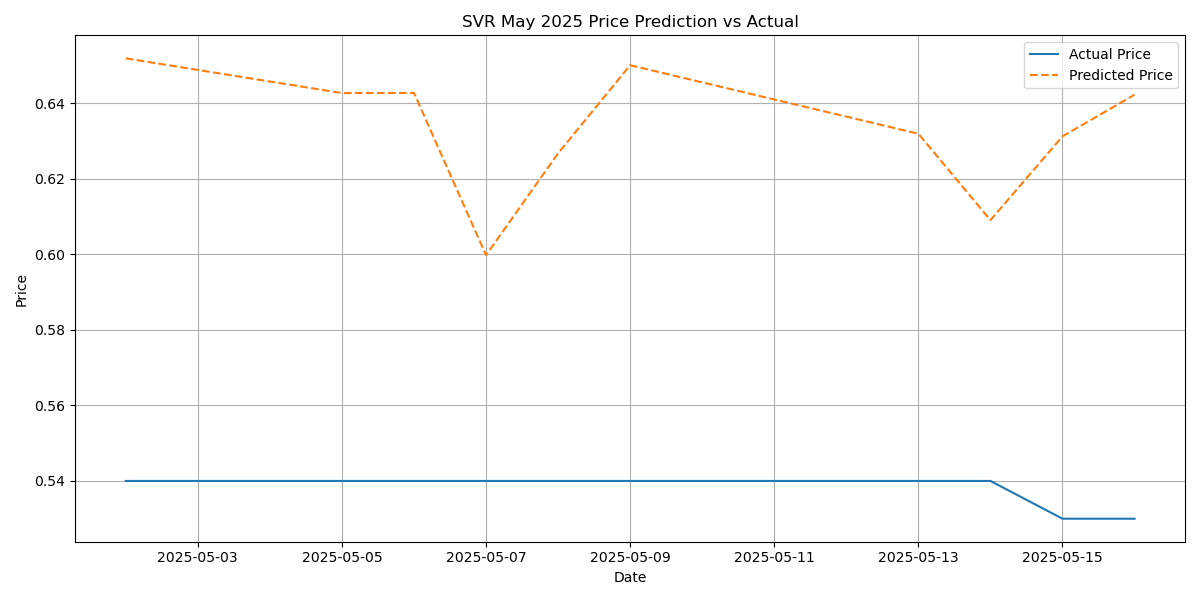 SVR May 2025 Price Prediction vs Actual
Actual Price
Predicted Price
0.64
0.62
0.60
0.58
0.56
0.54
Price
2025-05-03
2025-05-05
2025-05-07
2025-05-09
2025-05-11
2025-05-13
2025-05-15
Date